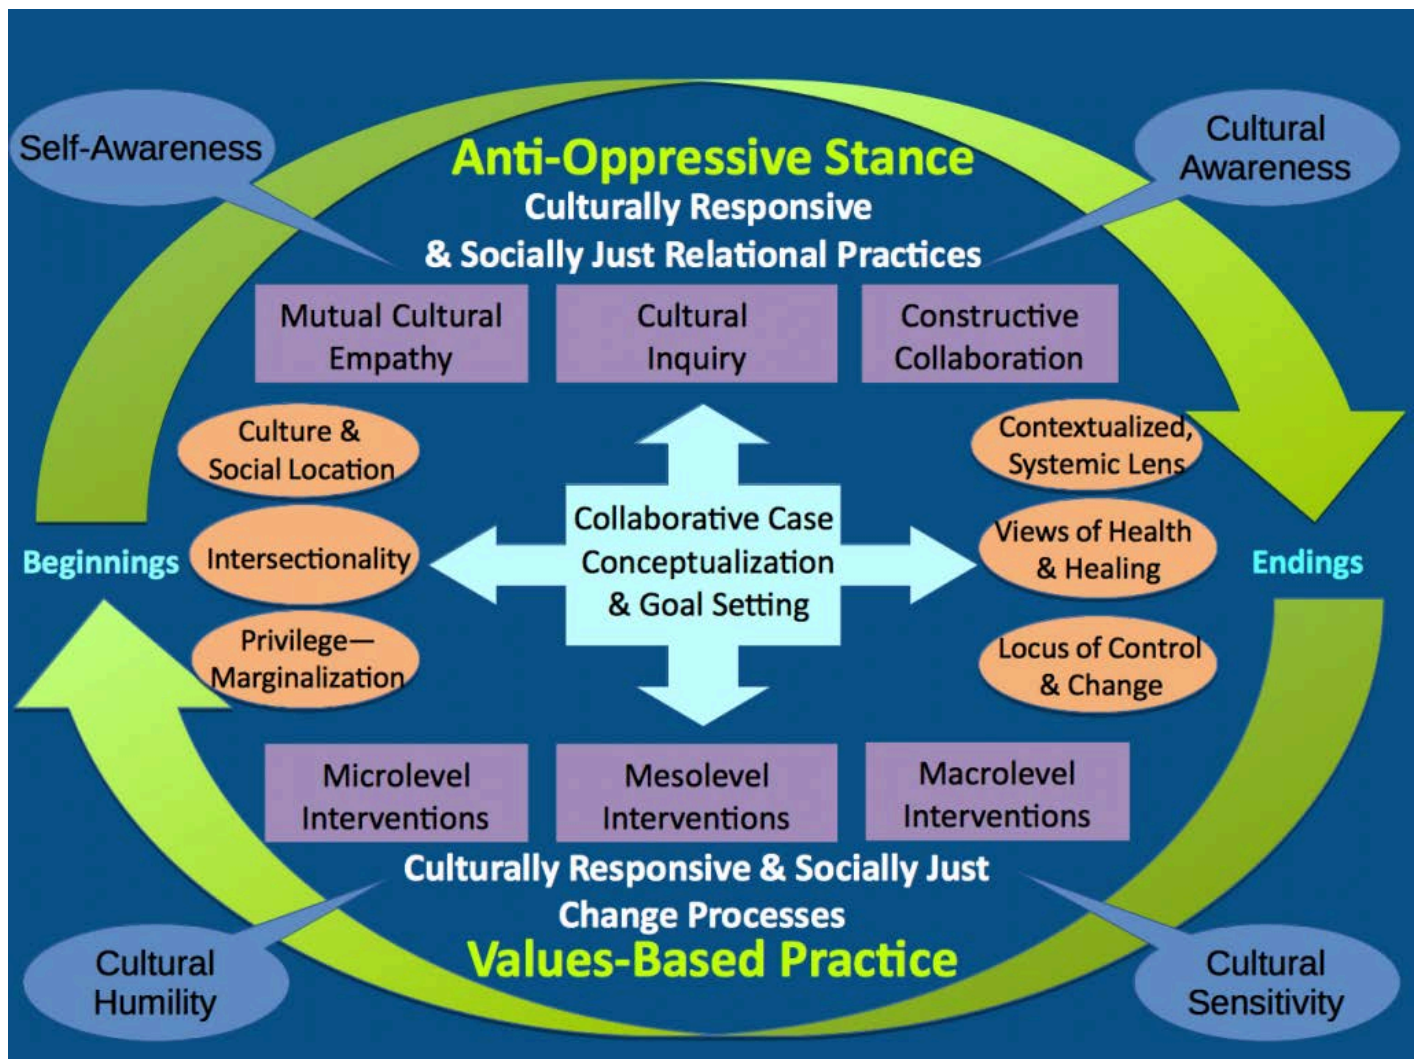 Self-Awareness
Cultural
Awareness
Anti-Oppressive Stance
Culturally Responsive
& Socially Just Relational Practices
Mutual Cultural
Empathy
Cultural
Inquiry
Constructive
Collaboration
Culture &
Social Location
Intersectionality
Privilege—
Marginalization
Beginnings
Collaborative Case
Conceptualization
& Goal Setting
Contextualized,
Systemic Lens
Views of Health
& Healing
Locus of Control
& Change
Endings
Microlevel
Interventions
Mesolevel
Interventions
Macrolevel
Interventions
Culturally Responsive & Socially Just
Change Processes
Values-Based Practice
Cultural
Humility
Cultural
Sensitivity